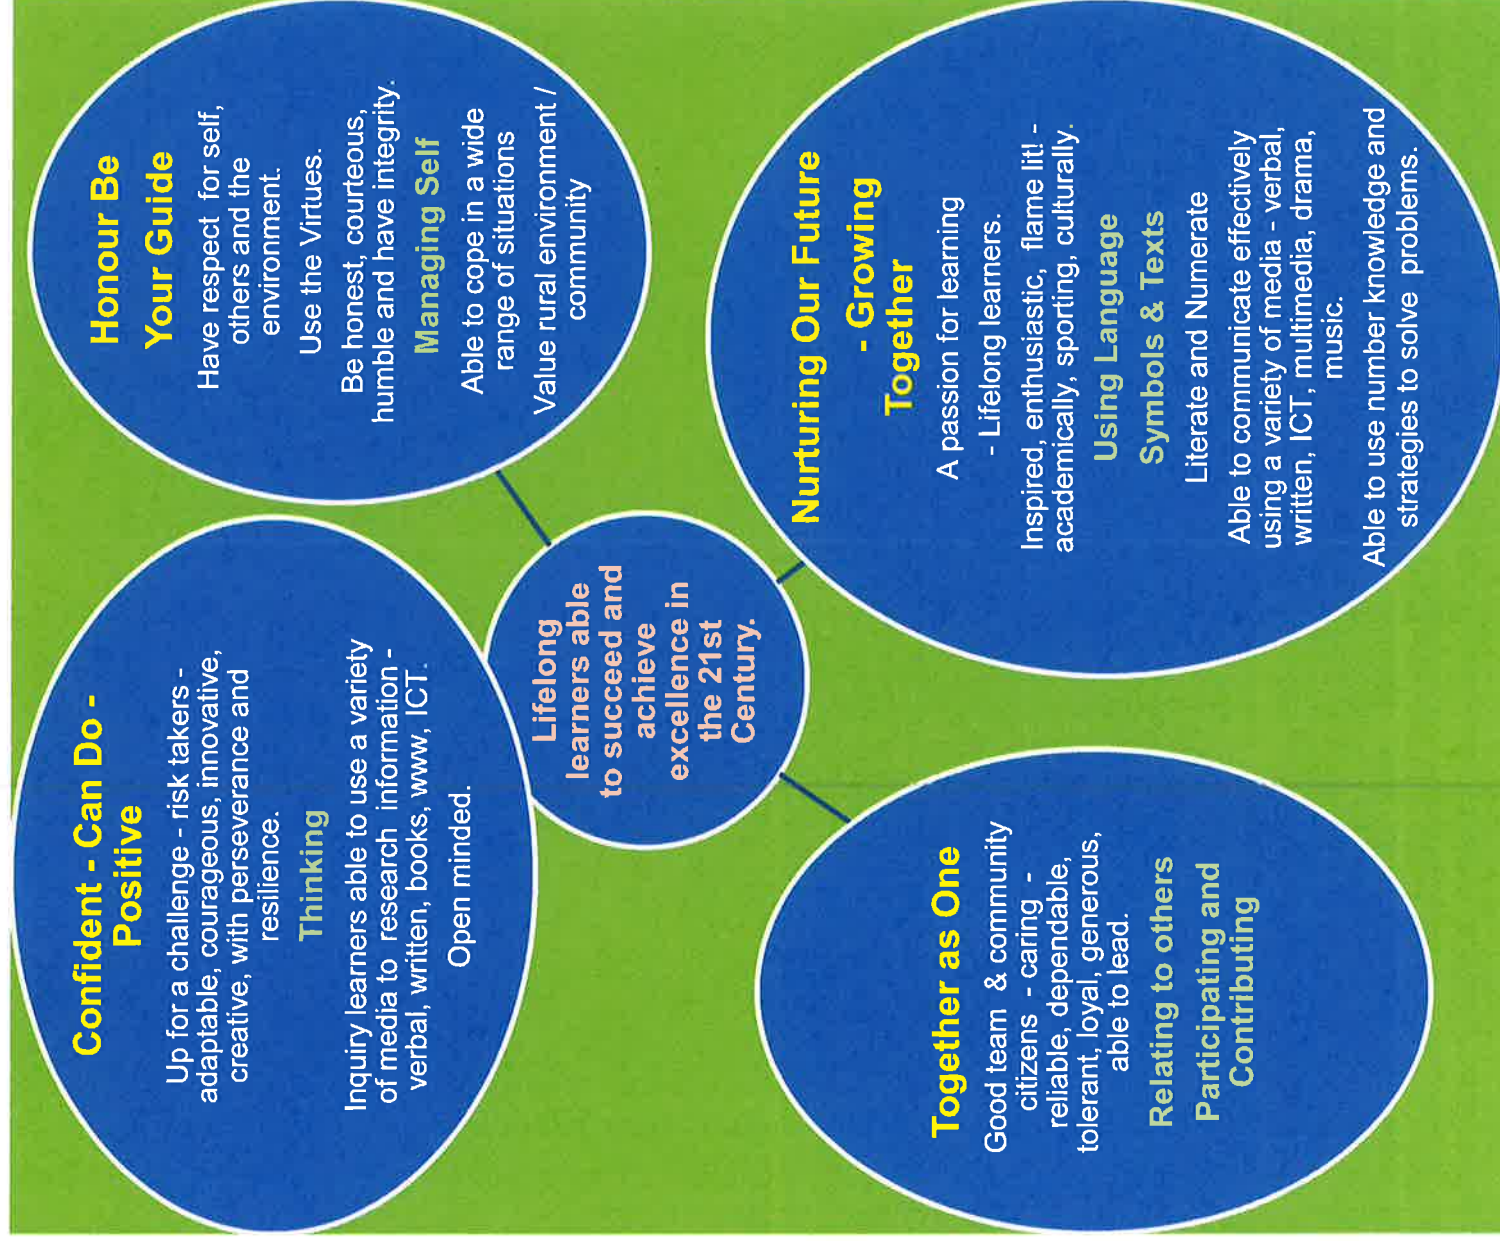 Confident - Can Do -
Positive
Up for a challenge - risk takers -
adaptable, courageous, innovative,
creative, with perseverance and
resilience.
Thinking
Inquiry learners able to use a variety
of media to research information -
verbal, written, books, www, ICT.
Open minded.
Honour Be
Your Guide
Have respect for self,
others and the
environment.
Use the Virtues.
Be honest, courteous,
humble and have integrity.
Managing Self
Able to cope in a wide
range of situations
Value rural environment /
community
Lifelong
learners able
to succeed and
achieve
excellence in
the 21st
Century.
Together as One
Good team & community
citizens - caring -
reliable, dependable,
tolerant, loyal, generous,
able to lead.
Relating to others
Participating and
Contributing
Nurturing Our Future
- Growing
Together
A passion for learning
- Lifelong learners.
Inspired, enthusiastic, flame lit! -
academically, sporting, culturally.
Using Language
Symbols & Texts
Literate and Numerate
Able to communicate effectively
using a variety of media - verbal,
written, ICT, multimedia, drama,
music.
Able to use number knowledge and
strategies to solve problems.